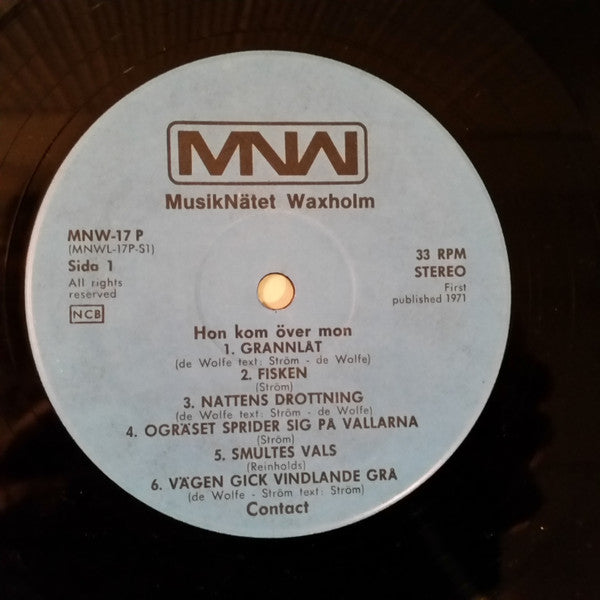 MNW
MusikNätet Waxholm
MNW-17 P
(MNWL-17P-S1)
Sida 1
All rights
reserved
NCB
33 RPM
STEREO
First
published 1971
Hon kom över mon
1. GRANNLÅT
(de Wolfe text: Ström - de Wolfe)
2. FISKEN
(Ström)
3. NATTENS DROTTNING
(de Wolfe text: Ström - de Wolfe)
4. OGRÄSET SPRIDER SIG PÅ VALLARNA
(Ström)
5. SMULTES VALS
(Reinholds)
6. VÄGEN GICK VINDLANDE GRÅ
(de Wolfe - Ström text: Ström)
Contact